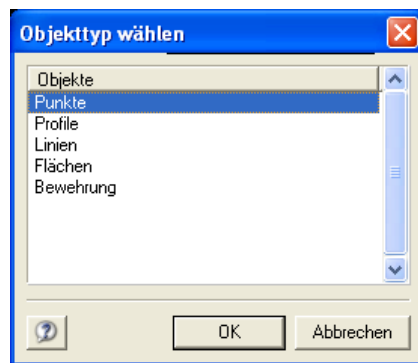 Objekttyp wählen
Objekte
Punkte
Profile
Linien
Flächen
Bewehrung
? OK Abbrechen